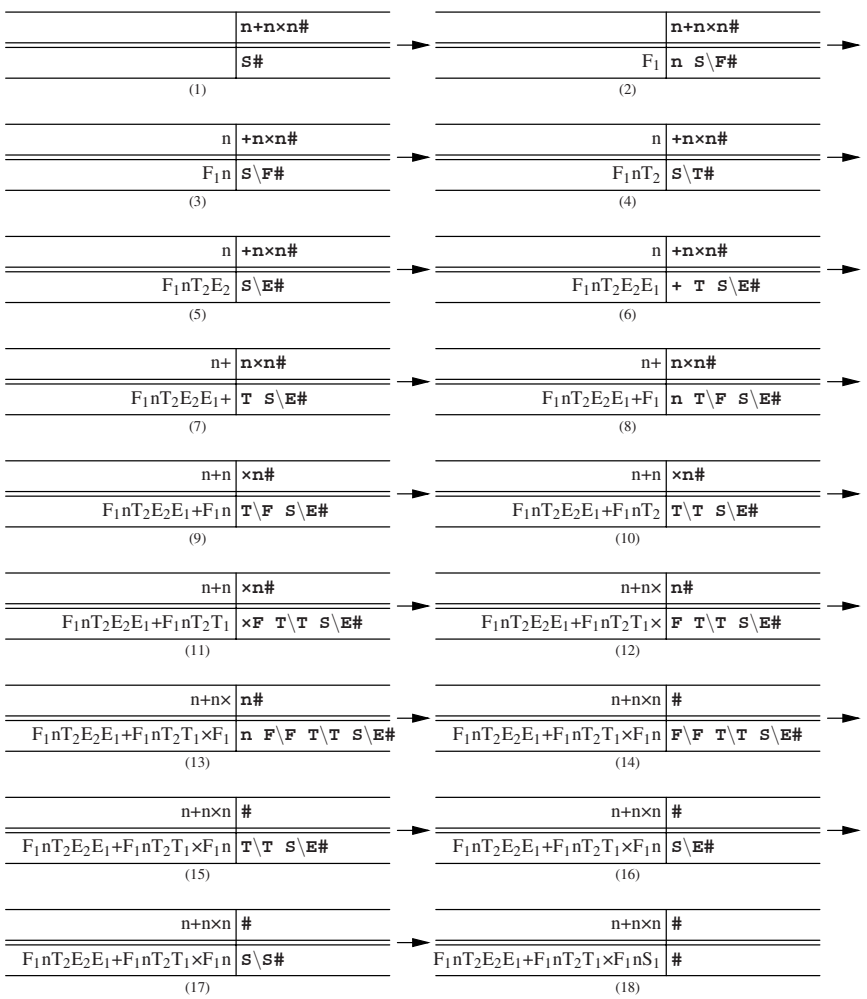 n+n×n# n+n×n#
S# F₁ n S\F#
(1) (2)
n +n×n# n +n×n#
F₁n S\F# F₁nT₂ S\T#
(3) (4)
n +n×n# n +n×n#
F₁nT₂E₂ S\E# F₁nT₂E₂E₁ + T S\E#
(5) (6)
n+ n×n# n+ n×n#
F₁nT₂E₂E₁+ T S\E# F₁nT₂E₂E₁+F₁ n T\F S\E#
(7) (8)
n+n ×n# n+n ×n#
F₁nT₂E₂E₁+F₁n T\F S\E# F₁nT₂E₂E₁+F₁nT₂ T\T S\E#
(9) (10)
n+n ×n# n+n× n#
F₁nT₂E₂E₁+F₁nT₂T₁ ×F T\T S\E# F₁nT₂E₂E₁+F₁nT₂T₁× F T\T S\E#
(11) (12)
n+n× n# n+n×n #
F₁nT₂E₂E₁+F₁nT₂T₁×F₁ n F\F T\T S\E# F₁nT₂E₂E₁+F₁nT₂T₁×F₁n F\F T\T S\E#
(13) (14)
n+n×n # n+n×n #
F₁nT₂E₂E₁+F₁nT₂T₁×F₁n T\T S\E# F₁nT₂E₂E₁+F₁nT₂T₁×F₁n S\E#
(15) (16)
n+n×n # n+n×n #
F₁nT₂E₂E₁+F₁nT₂T₁×F₁n S\S# F₁nT₂E₂E₁+F₁nT₂T₁×F₁nS₁ #
(17) (18)